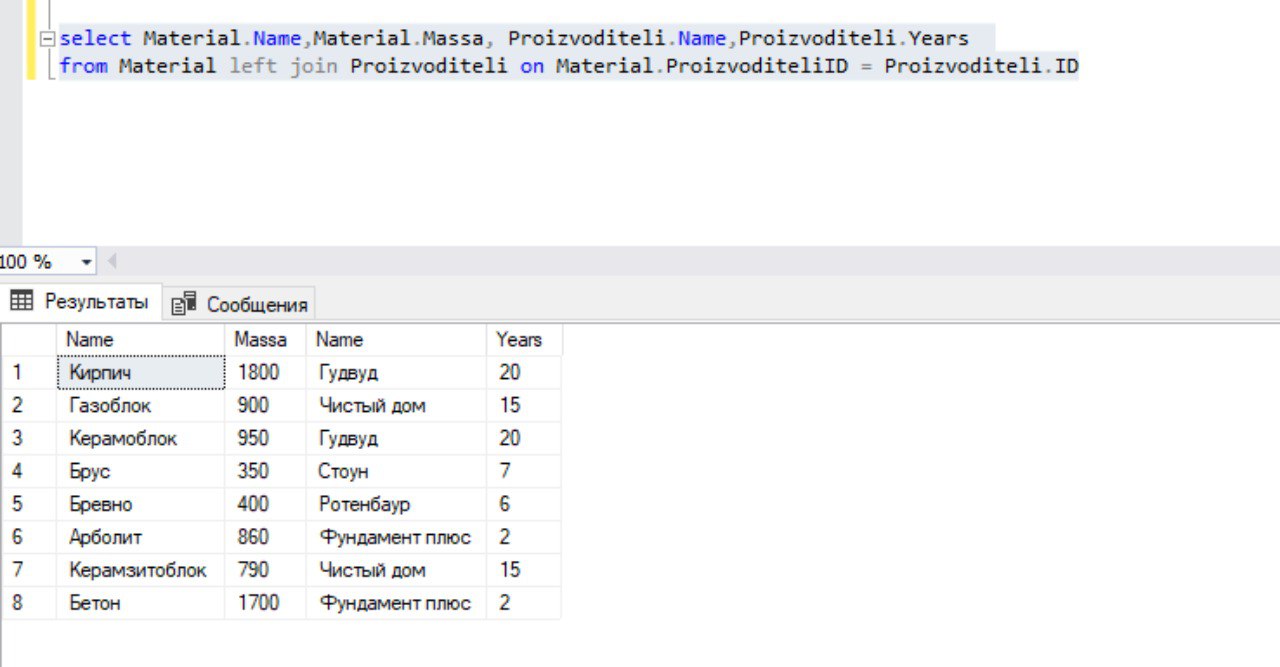 select Material.Name,Material.Massa, Proizvoditeli.Name,Proizvoditeli.Years
from Material left join Proizvoditeli on Material.ProizvoditeliID = Proizvoditeli.ID
100 %
Результаты Сообщения
Name Massa Name Years
1 Кирпич 1800 Гудвуд 20
2 Газоблок 900 Чистый дом 15
3 Керамоблок 950 Гудвуд 20
4 Брус 350 Стоун 7
5 Бревно 400 Ротенбаур 6
6 Арболит 860 Фундамент плюс 2
7 Керамзитоблок 790 Чистый дом 15
8 Бетон 1700 Фундамент плюс 2